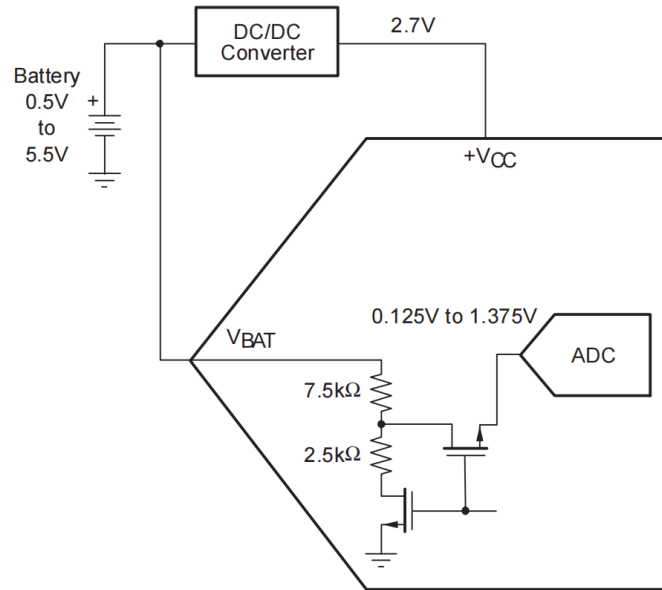 DC/DC
Converter
2.7V
Battery
0.5V
to
5.5V
+
+VCC
0.125V to 1.375V
ADC
VBAT
7.5kΩ
2.5kΩ